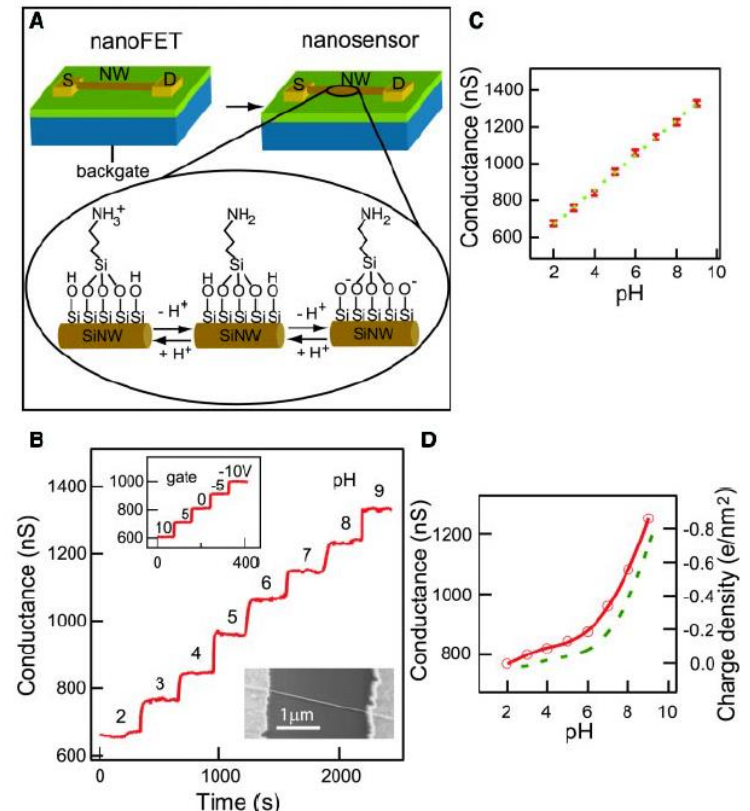 A
nanoFET
nanosensor
S NW D
S NW D
backgate
NH3+ NH2 NH2
Si Si Si
H H H H
O O O O O O O O O O O- O O O O-
Si Si Si Si Si - H+ Si Si Si Si Si - H+ Si Si Si Si Si
SiNW + H+ SiNW + H+ SiNW
C
Conductance (nS)
1400
1200
1000
800
600
2 4 6 8 10
pH
B
Conductance (nS)
1400
1200
1000
800
600
gate
1000
800
600
10 5 0 -5 -10V
0 400
pH
2 3 4 5 6 7 8 9
1μm
0 1000 2000
Time (s)
D
Conductance (nS)
1200
1000
800
-0.8
-0.6
-0.4
-0.2
0.0
Charge density (e/nm2)
2 4 6 8 10
pH